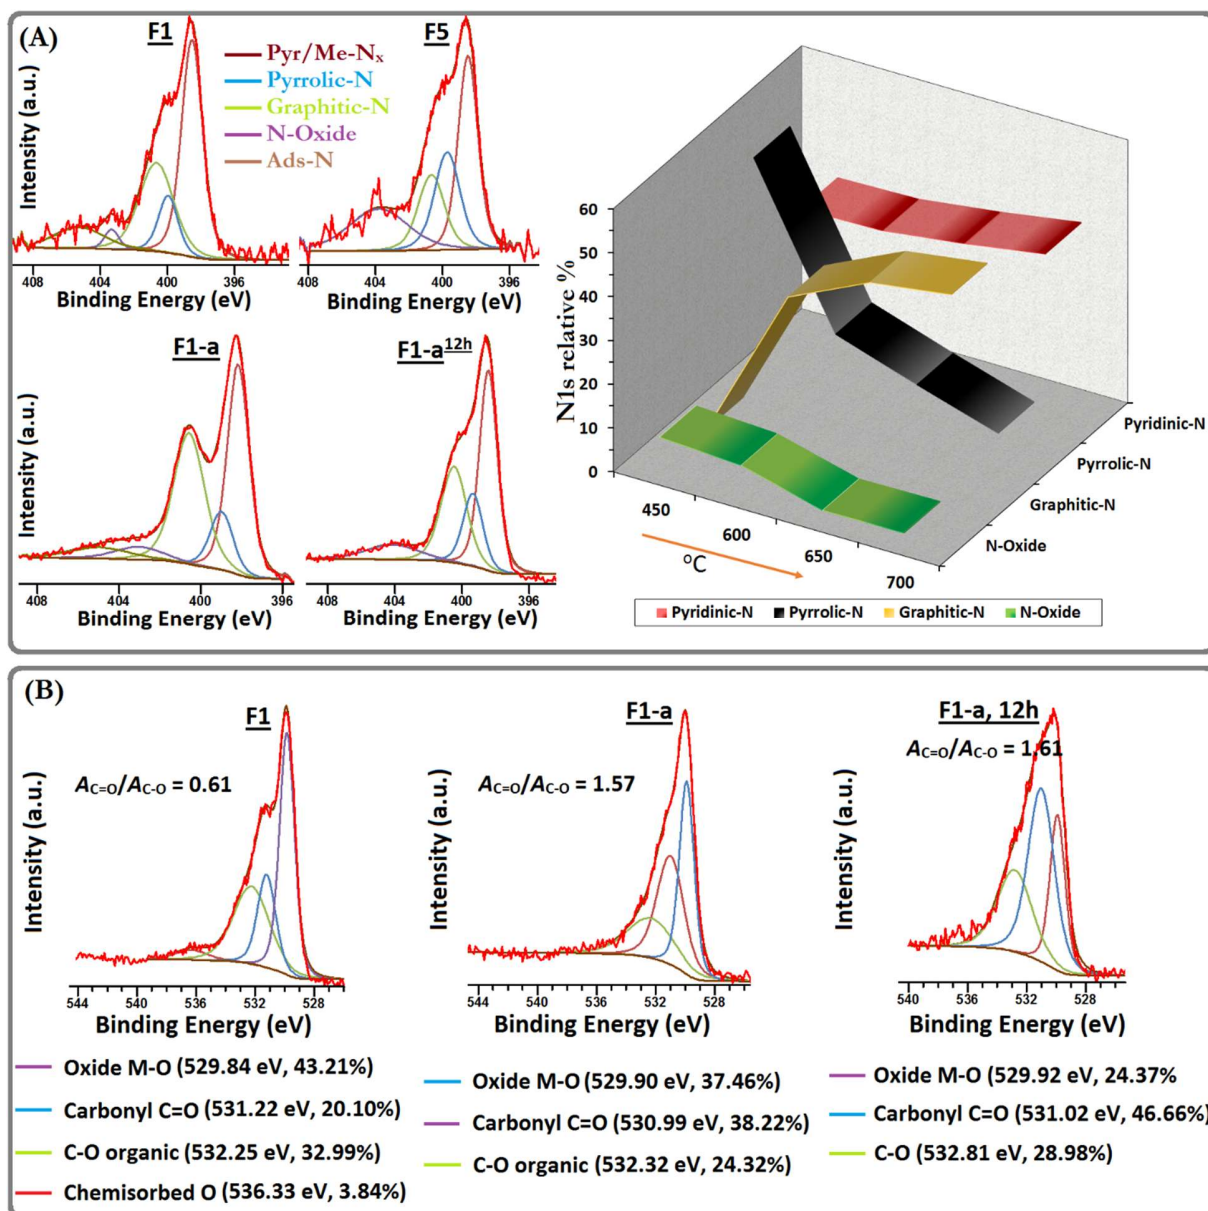 (A)
F1
F5
Pyr/Me-Nx
Pyrrolic-N
Graphitic-N
N-Oxide
Ads-N
Intensity (a.u.)
Intensity (a.u.)
408 404 400 396
408 404 400 396
Binding Energy (eV)
Binding Energy (eV)
F1-a
F1-a12h
Intensity (a.u.)
Intensity (a.u.)
408 404 400 396
408 404 400 396
Binding Energy (eV)
Binding Energy (eV)
N1s relative %
60
50
40
30
20
10
0
450
600
650
700
°C
Pyridinic-N
Pyrrolic-N
Graphitic-N
N-Oxide
Pyridinic-N Pyrrolic-N Graphitic-N N-Oxide
(B)
F1
AC=O/AC-O = 0.61
Intensity (a.u.)
544 540 536 532 528
Binding Energy (eV)
Oxide M-O (529.84 eV, 43.21%)
Carbonyl C=O (531.22 eV, 20.10%)
C-O organic (532.25 eV, 32.99%)
Chemisorbed O (536.33 eV, 3.84%)
F1-a
AC=O/AC-O = 1.57
Intensity (a.u.)
544 540 536 532 528
Binding Energy (eV)
Oxide M-O (529.90 eV, 37.46%)
Carbonyl C=O (530.99 eV, 38.22%)
C-O organic (532.32 eV, 24.32%)
F1-a, 12h
AC=O/AC-O = 1.61
Intensity (a.u.)
540 536 532 528
Binding Energy (eV)
Oxide M-O (529.92 eV, 24.37%
Carbonyl C=O (531.02 eV, 46.66%)
C-O (532.81 eV, 28.98%)